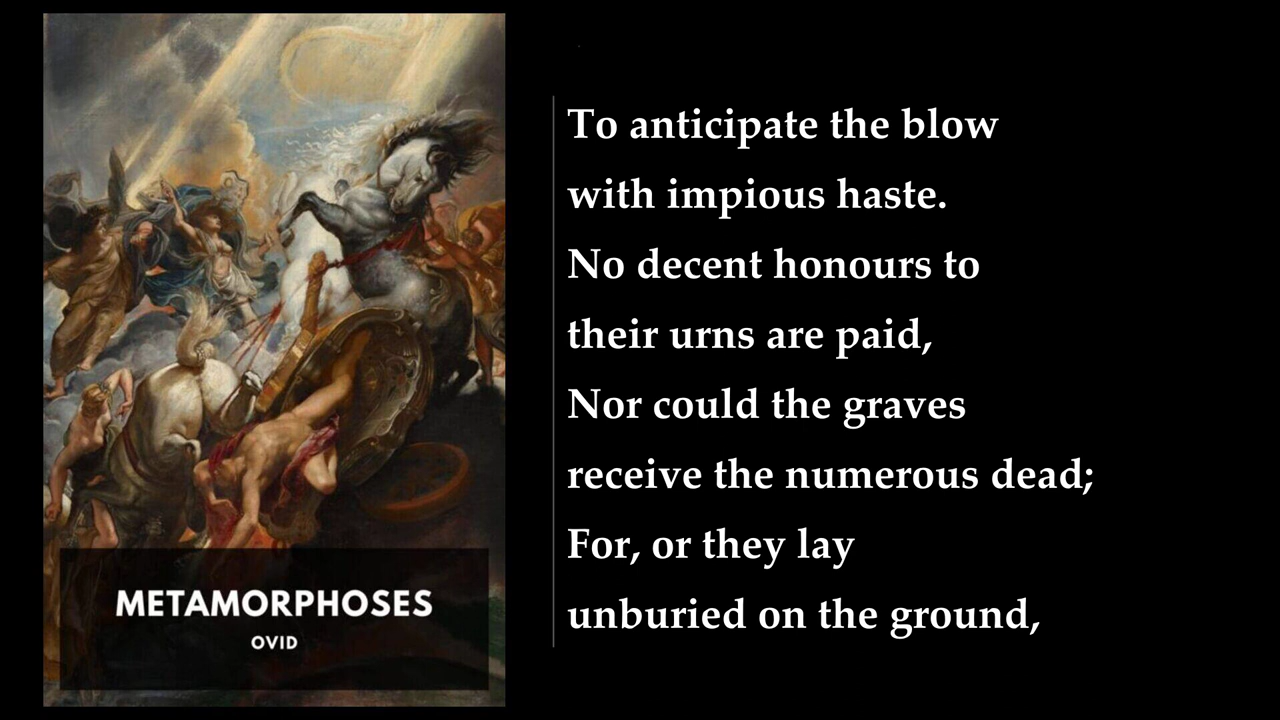 METAMORPHOSES
OVID
To anticipate the blow
with impious haste.
No decent honours to
their urns are paid,
Nor could the graves
receive the numerous dead;
For, or they lay
unburied on the ground,